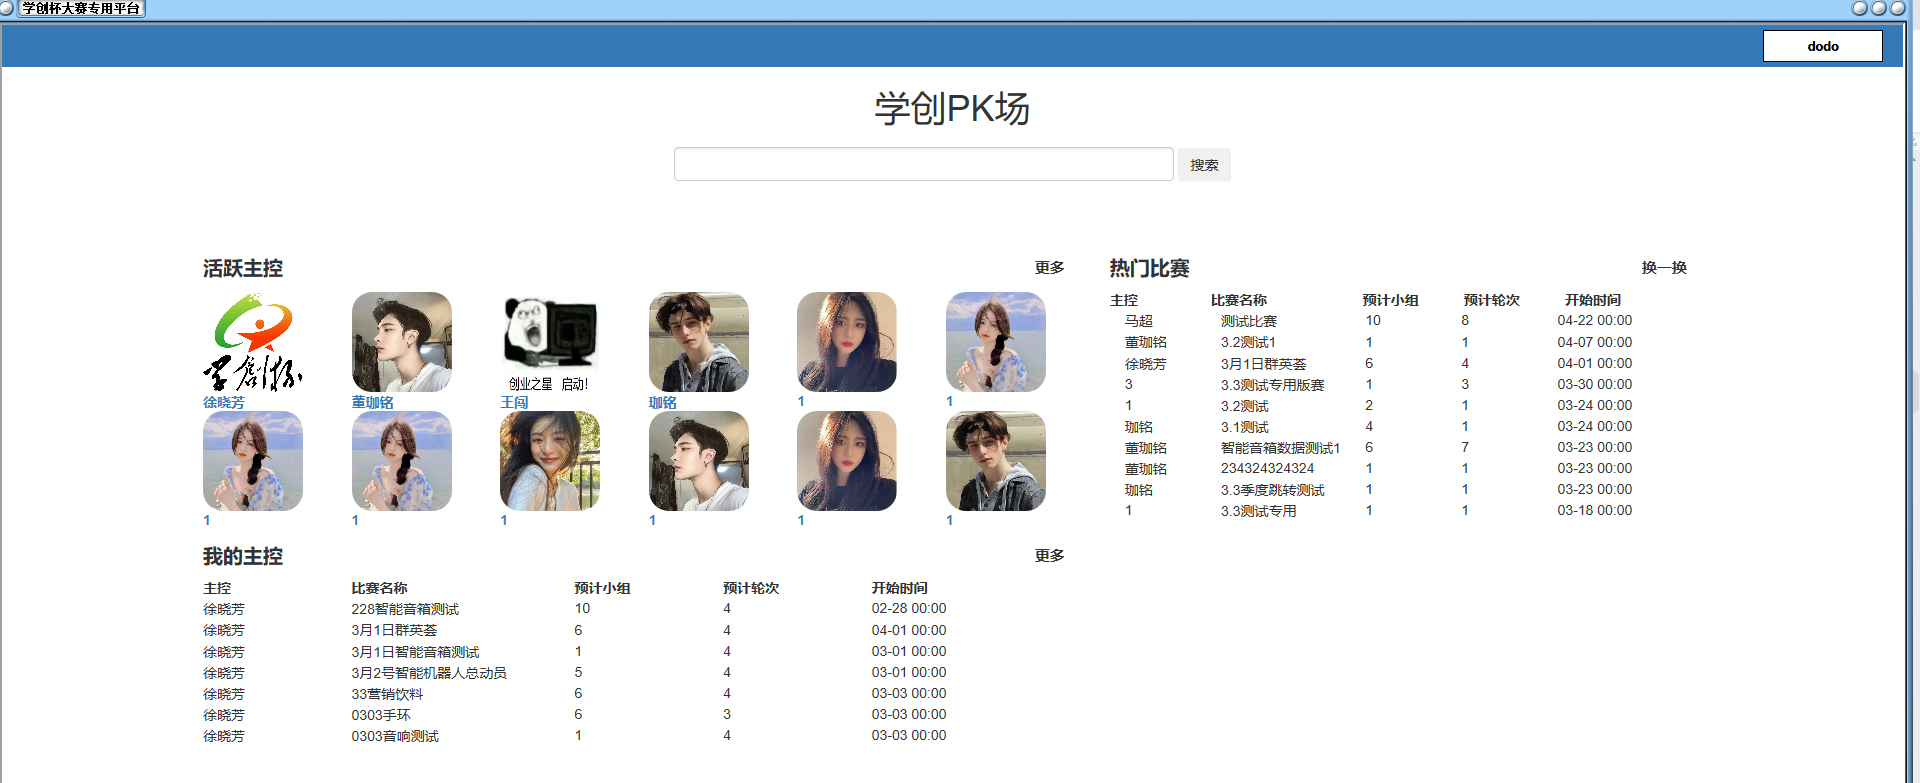 学创杯大赛专用平台
dodo
学创PK场
搜索
活跃主控 更多
学创杯
创业之星 启动!
徐晓芳 董珈铭 王闯 珈铭 1 1
1 1 1 1 1 1
热门比赛 换一换
主控 比赛名称 预计小组 预计轮次 开始时间
马超 测试比赛 10 8 04-22 00:00
董珈铭 3.2测试1 1 1 04-07 00:00
徐晓芳 3月1日群英荟 6 4 04-01 00:00
3 3.3测试专用版赛 1 3 03-30 00:00
1 3.2测试 2 1 03-24 00:00
珈铭 3.1测试 4 1 03-24 00:00
董珈铭 智能音箱数据测试1 6 7 03-23 00:00
董珈铭 234324324324 1 1 03-23 00:00
珈铭 3.3季度跳转测试 1 1 03-23 00:00
1 3.3测试专用 1 1 03-18 00:00
我的主控 更多
主控 比赛名称 预计小组 预计轮次 开始时间
徐晓芳 228智能音箱测试 10 4 02-28 00:00
徐晓芳 3月1日群英荟 6 4 04-01 00:00
徐晓芳 3月1日智能音箱测试 1 4 03-01 00:00
徐晓芳 3月2号智能机器人总动员 5 4 03-01 00:00
徐晓芳 33营销饮料 6 4 03-03 00:00
徐晓芳 0303手环 6 3 03-03 00:00
徐晓芳 0303音响测试 1 4 03-03 00:00